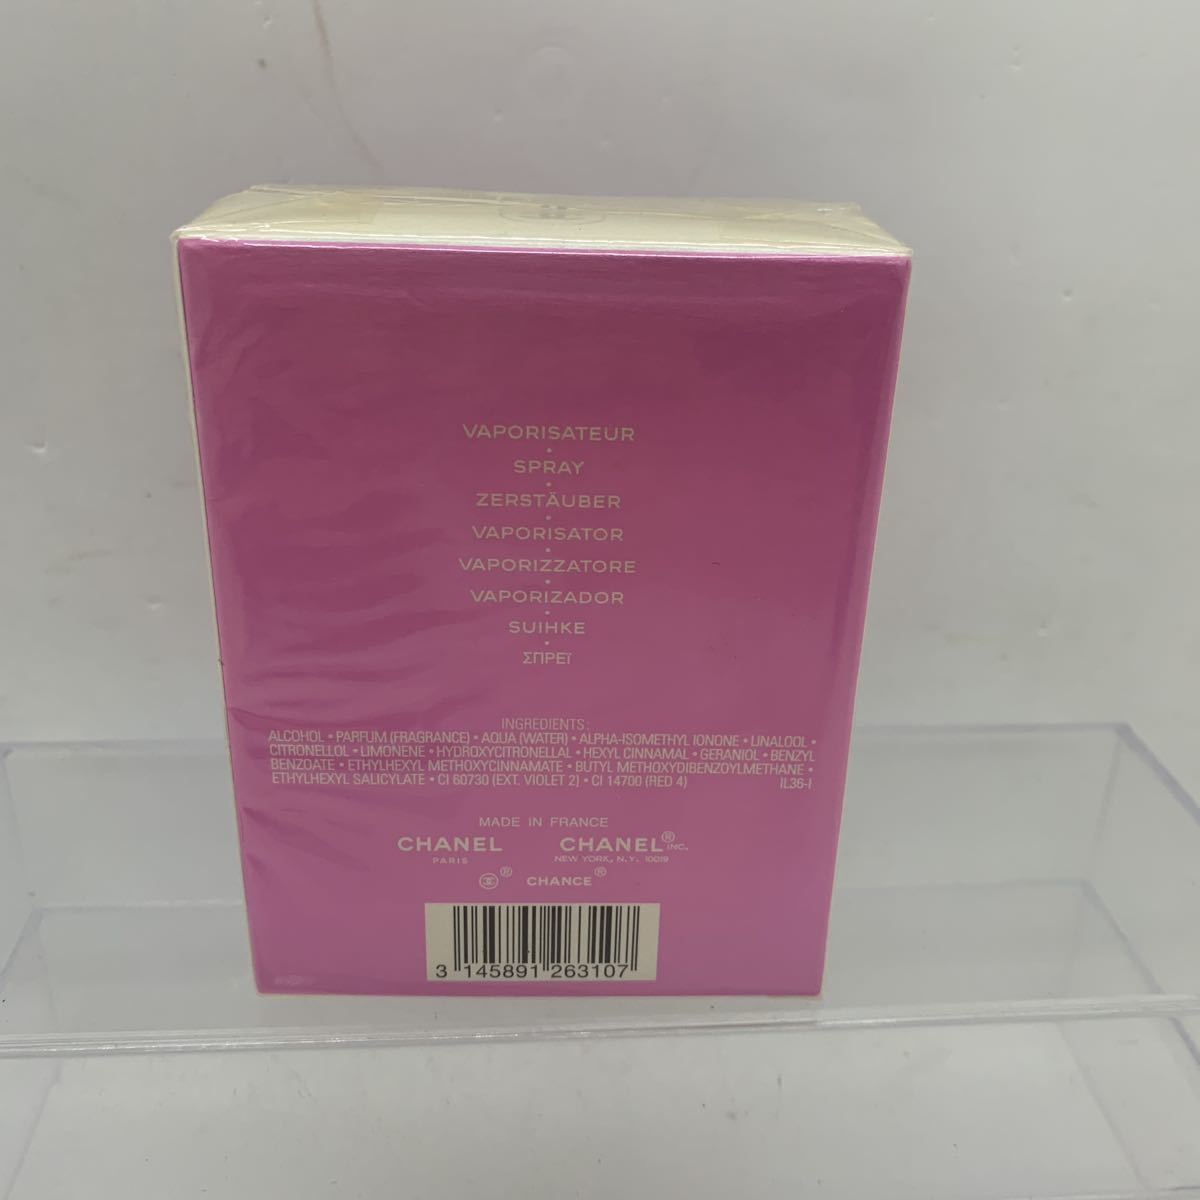 VAPORISATEUR
•
SPRAY
•
ZERSTÄUBER
•
VAPORISATOR
•
VAPORIZZATORE
•
VAPORIZADOR
•
SUIHKE
•
ΣΠΡΕΪ
INGREDIENTS:
ALCOHOL • PARFUM (FRAGRANCE) • AQUA (WATER) • ALPHA-ISOMETHYL IONONE • LINALOOL •
CITRONELLOL • LIMONENE • HYDROXYCITRONELLAL • HEXYL CINNAMAL • GERANIOL • BENZYL
BENZOATE • ETHYLHEXYL METHOXYCINNAMATE • BUTYL METHOXYDIBENZOYLMETHANE •
ETHYLHEXYL SALICYLATE • CI 60730 (EXT. VIOLET 2) • CI 14700 (RED 4) IL36-I
MADE IN FRANCE
CHANEL CHANEL® INC.
PARIS NEW YORK, N.Y. 10019
® CHANCE®
3 145891 263107